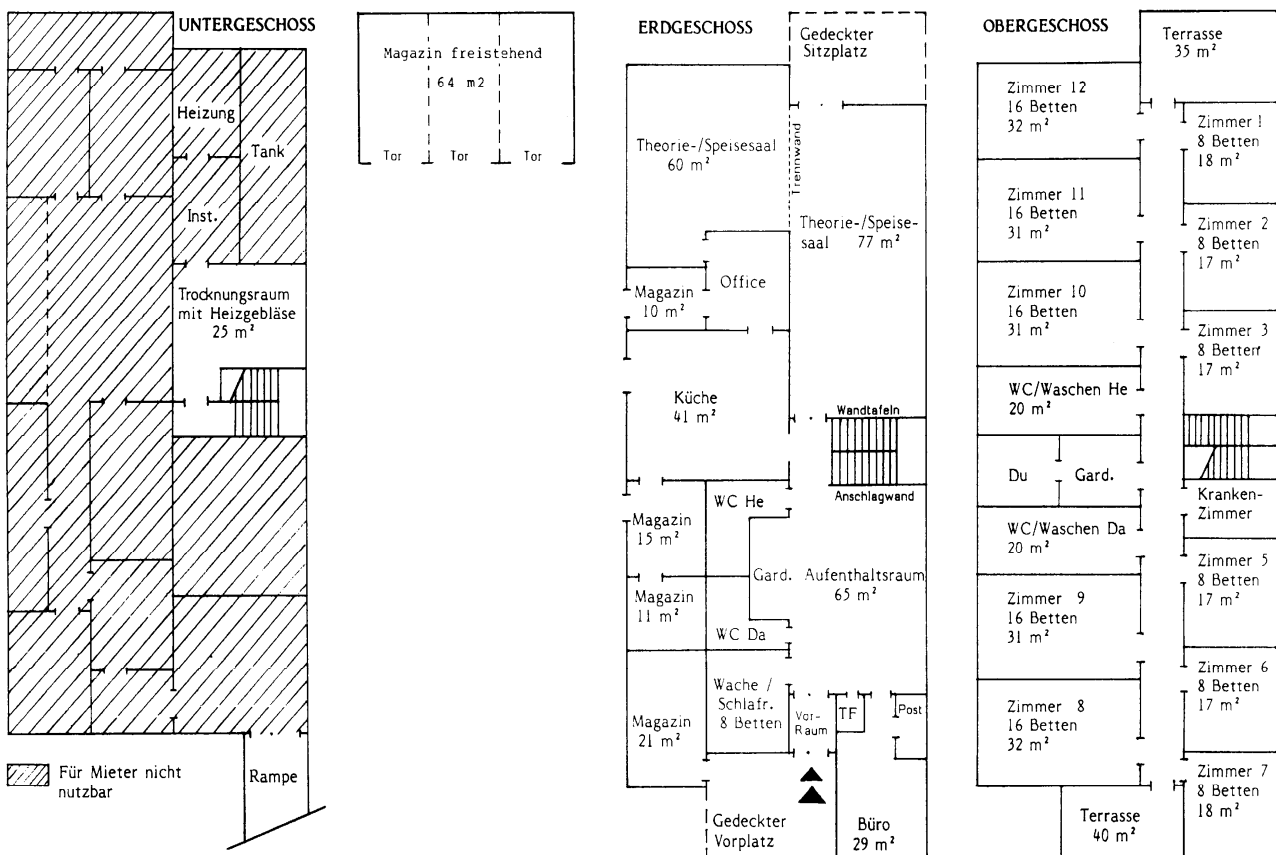 UNTERGESCHOSS
Heizung
Tank
Inst.
Trocknungsraum
mit Heizgebläse
25 m²
Rampe
Für Mieter nicht
nutzbar
Magazin freistehend
64 m2
Tor
Tor
Tor
ERDGESCHOSS
Gedeckter
Sitzplatz
Theorie-/Speisesaal
60 m²
Trennwand
Theorie-/Speise-
saal 77 m²
Office
Magazin
10 m²
Küche
41 m²
Wandtafeln
Anschlagwand
WC He
Magazin
15 m²
Gard.
Aufenthaltsraum
65 m²
Magazin
11 m²
WC Da
Wache /
Schlafr.
8 Betten
Magazin
21 m²
Vor-
Raum
TF
Post
Gedeckter
Vorplatz
Büro
29 m²
OBERGESCHOSS
Terrasse
35 m²
Zimmer 12
16 Betten
32 m²
Zimmer 1
8 Betten
18 m²
Zimmer 11
16 Betten
31 m²
Zimmer 2
8 Betten
17 m²
Zimmer 10
16 Betten
31 m²
Zimmer 3
8 Betten
17 m²
WC/Waschen He
20 m²
Du
Gard.
Kranken-
Zimmer
WC/Waschen Da
20 m²
Zimmer 5
8 Betten
17 m²
Zimmer 9
16 Betten
31 m²
Zimmer 6
8 Betten
17 m²
Zimmer 8
16 Betten
32 m²
Zimmer 7
8 Betten
18 m²
Terrasse
40 m²